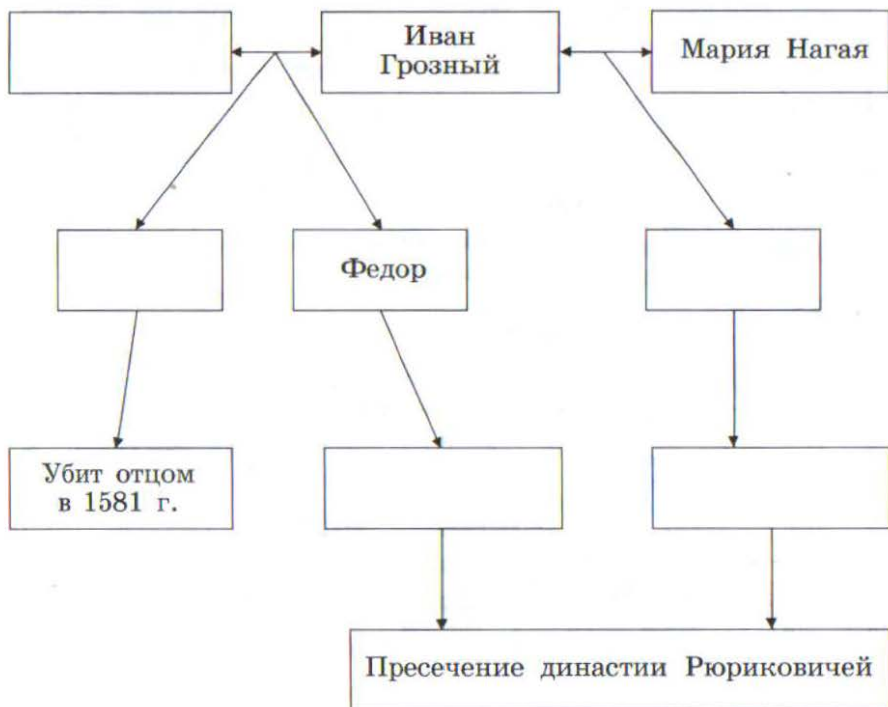 Иван
Грозный
Мария Нагая
Федор
Убит отцом
в 1581 г.
Пресечение династии Рюриковичей